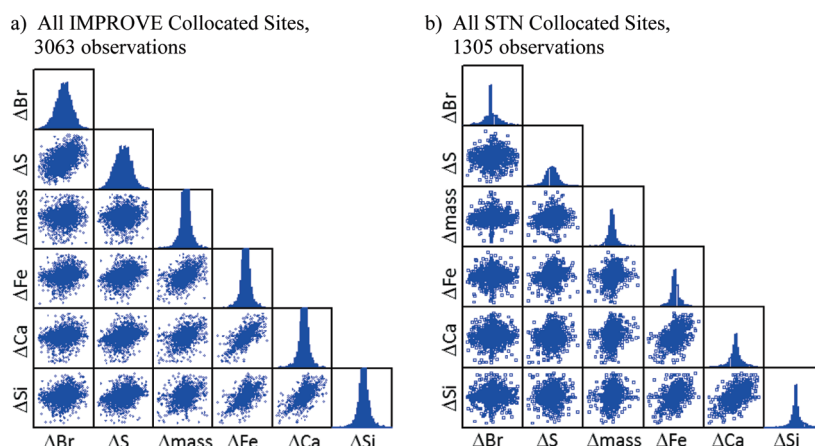 a) All IMPROVE Collocated Sites,
3063 observations
ΔBr
ΔS
Δmass
ΔFe
ΔCa
ΔSi
ΔBr ΔS Δmass ΔFe ΔCa ΔSi
b) All STN Collocated Sites,
1305 observations
ΔBr
ΔS
Δmass
ΔFe
ΔCa
ΔSi
ΔBr ΔS Δmass ΔFe ΔCa ΔSi